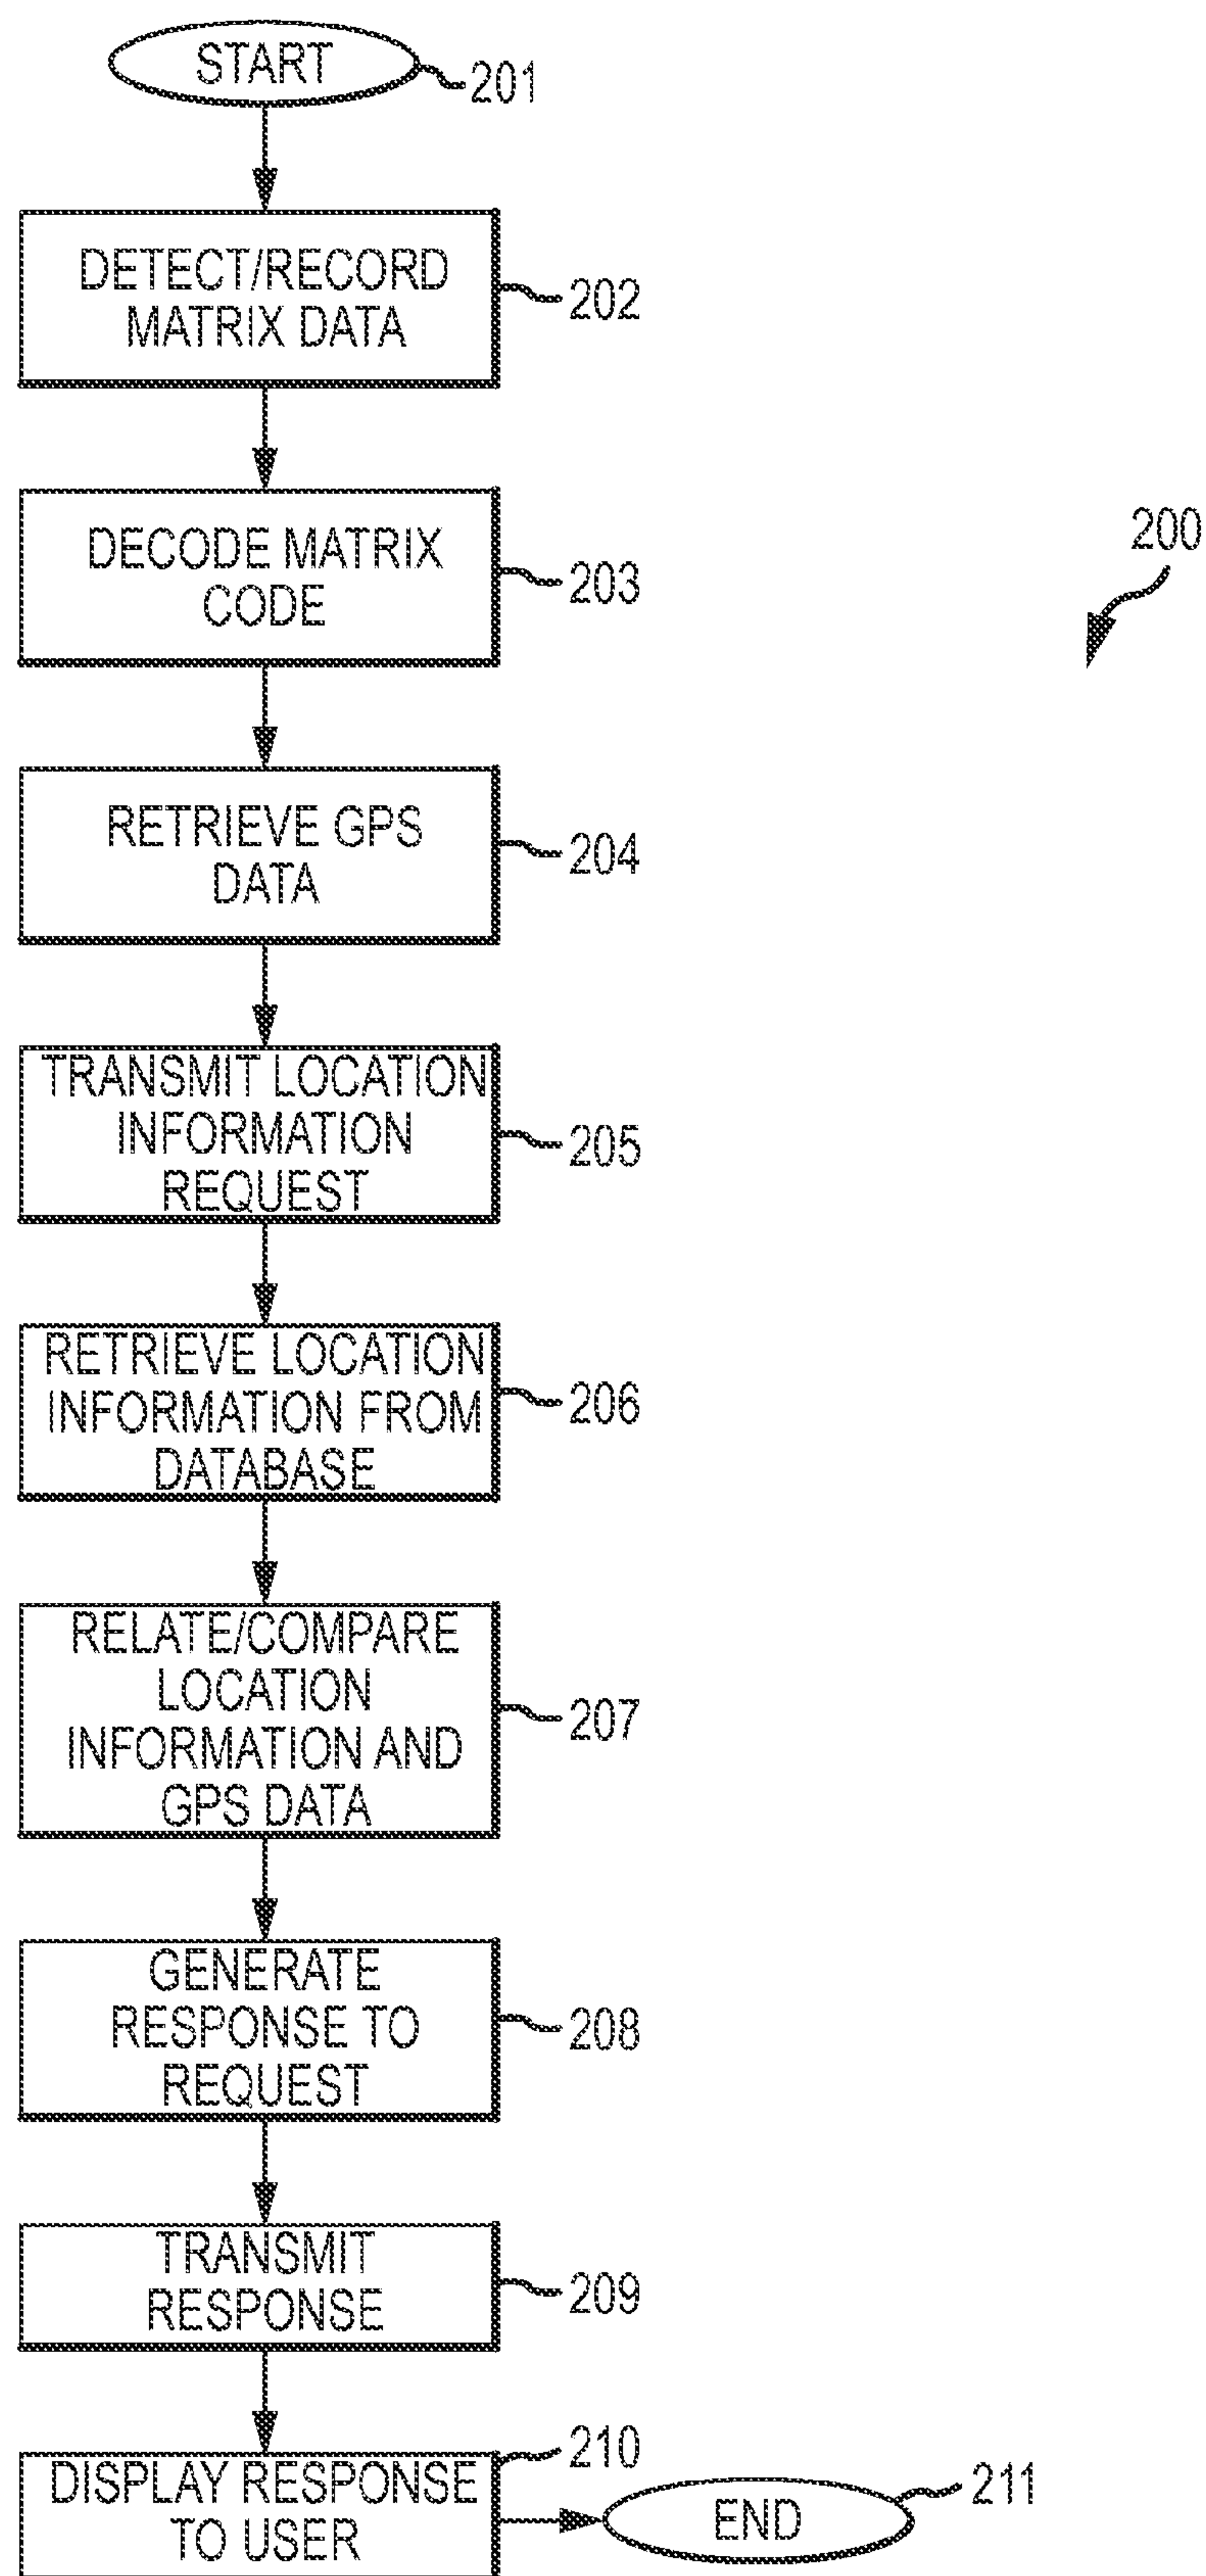 START
201
DETECT/RECORD
MATRIX DATA
202
DECODE MATRIX
CODE
203
200
RETRIEVE GPS
DATA
204
TRANSMIT LOCATION
INFORMATION
REQUEST
205
RETRIEVE LOCATION
INFORMATION FROM
DATABASE
206
RELATE/COMPARE
LOCATION
INFORMATION AND
GPS DATA
207
GENERATE
RESPONSE TO
REQUEST
208
TRANSMIT
RESPONSE
209
DISPLAY RESPONSE
TO USER
210
END
211